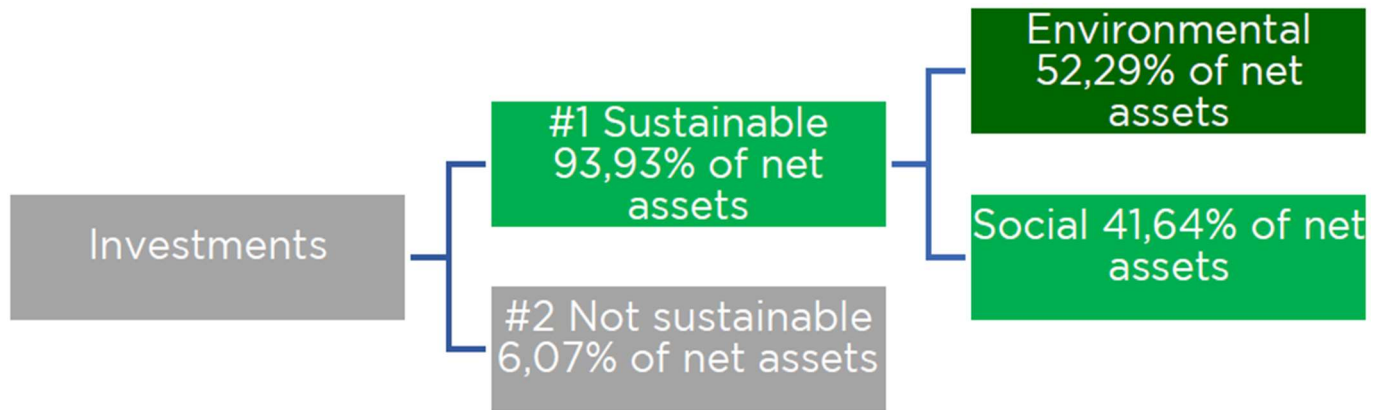 Investments
#1 Sustainable
93,93% of net
assets
#2 Not sustainable
6,07% of net assets
Environmental
52,29% of net
assets
Social 41,64% of net
assets